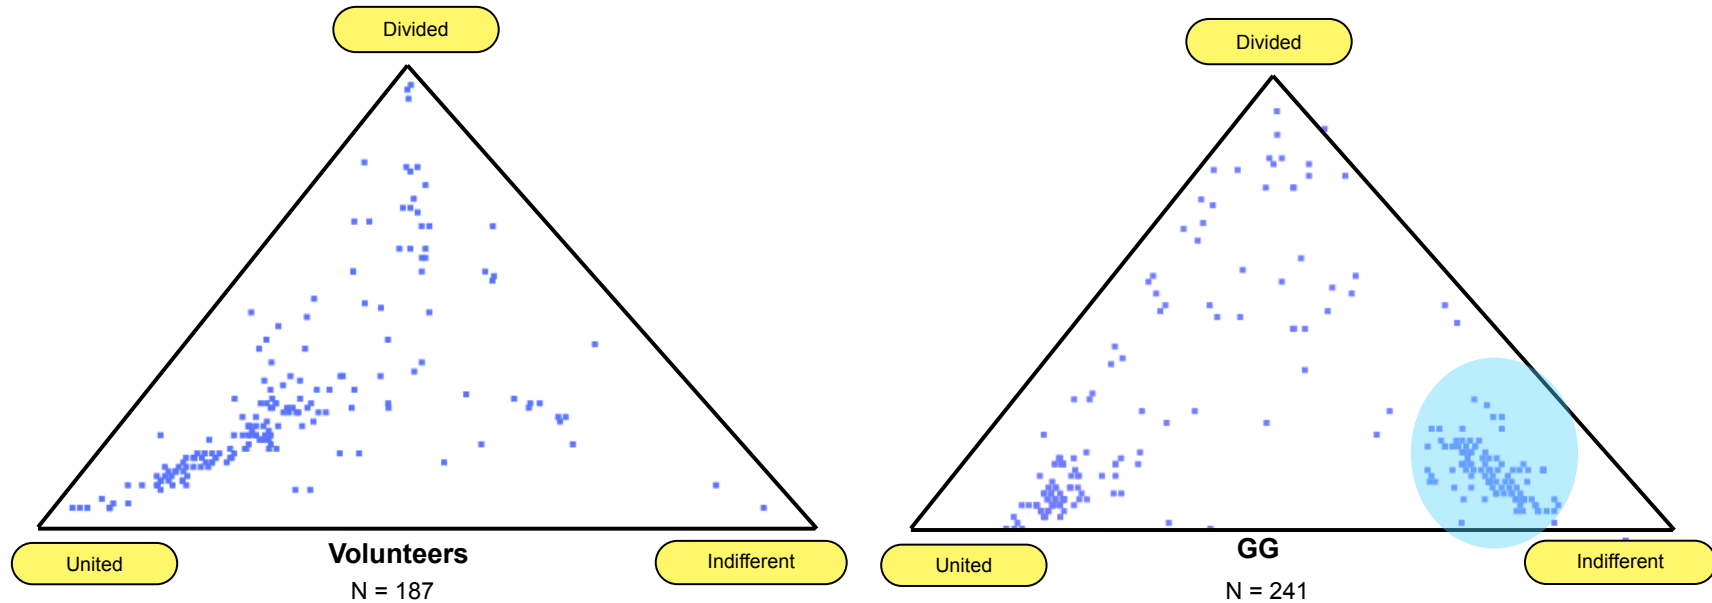 Divided
United
Volunteers
N = 187
Indifferent
Divided
United
GG
N = 241
Indifferent